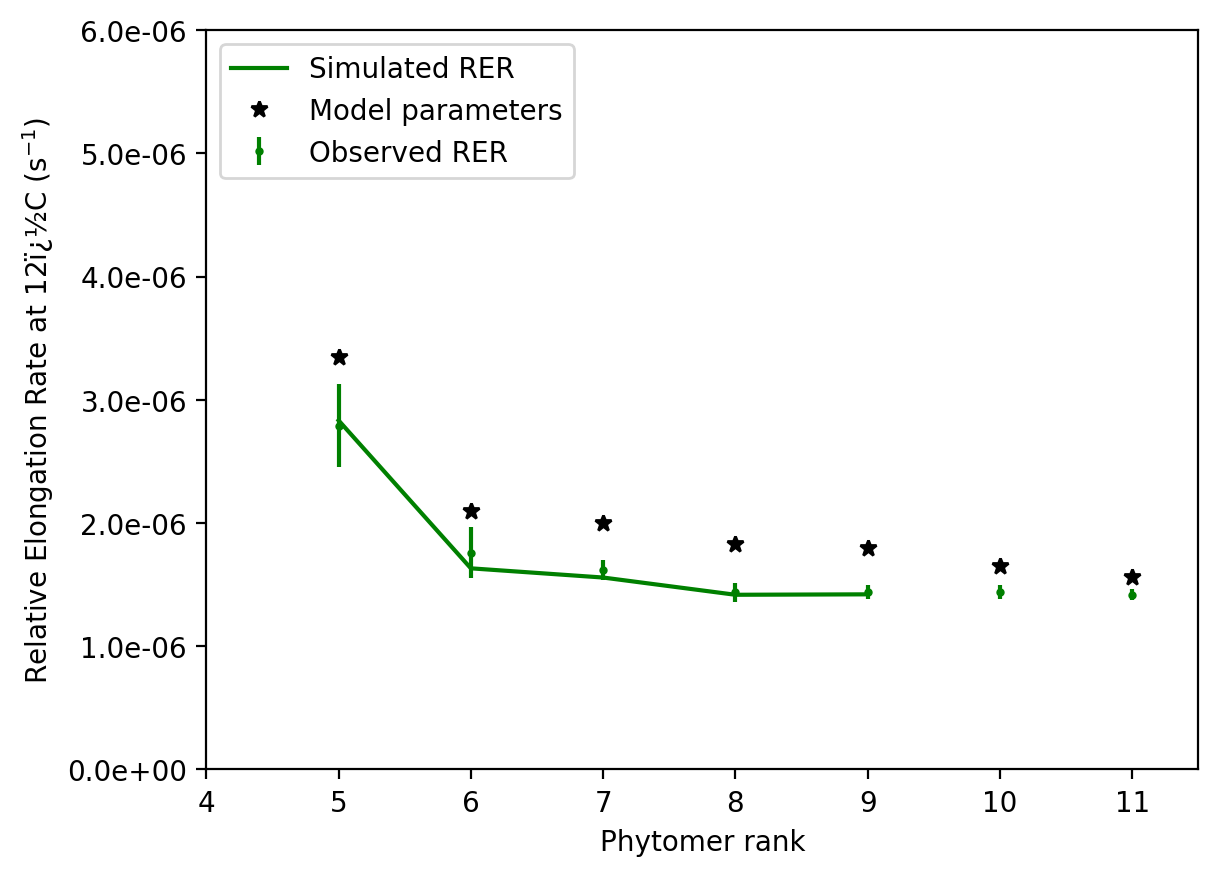 6.0e-06
5.0e-06
4.0e-06
3.0e-06
2.0e-06
1.0e-06
0.0e+00
Relative Elongation Rate at 12ï¿½C (s⁻¹)
Simulated RER
Model parameters
Observed RER
4 5 6 7 8 9 10 11
Phytomer rank